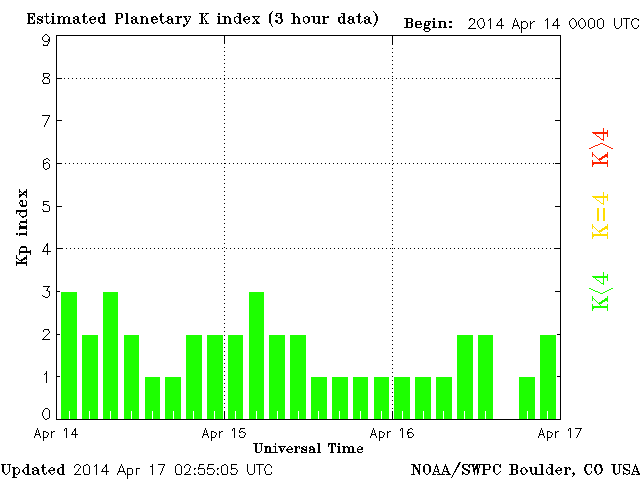 Estimated Planetary K index (3 hour data)
Begin: 2014 Apr 14 0000 UTC
9
8
7
6
5
4
3
2
1
0
Kp index
Apr 14
Apr 15
Apr 16
Apr 17
Universal Time
K>4
K=4
K<4
Updated 2014 Apr 17 02:55:05 UTC
NOAA/SWPC Boulder, CO USA